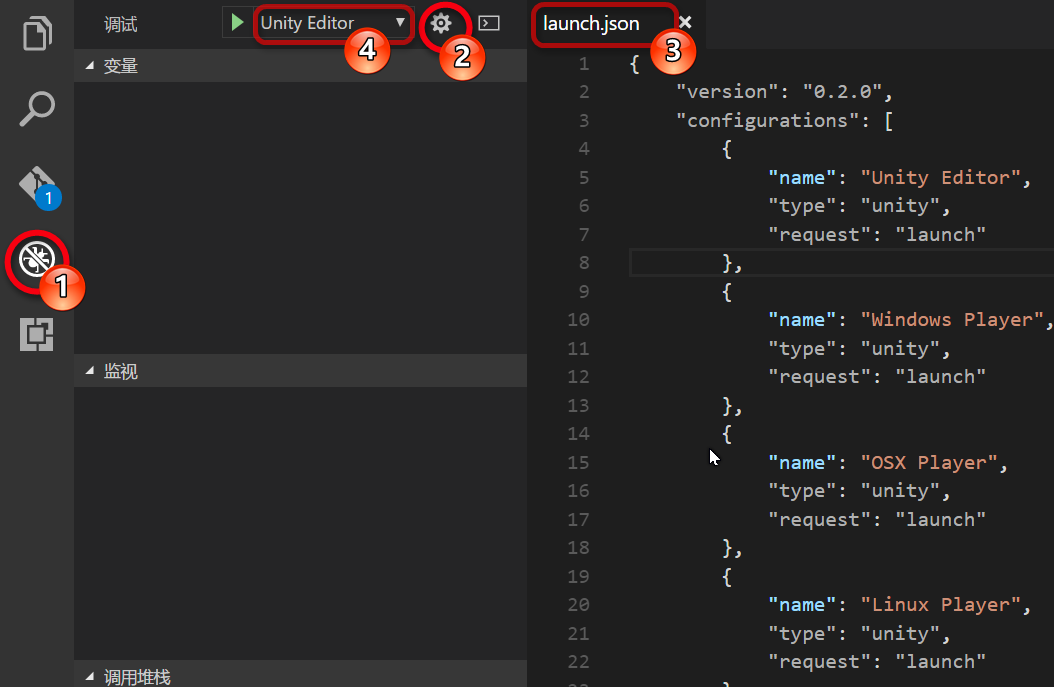 调试
Unity Editor
2
4
1
变量
1
监视
调用堆栈
launch.json
3
1 {
2 "version": "0.2.0",
3 "configurations": [
4 {
5 "name": "Unity Editor",
6 "type": "unity",
7 "request": "launch"
8 },
9 {
10 "name": "Windows Player",
11 "type": "unity",
12 "request": "launch"
13 },
14 {
15 "name": "OSX Player",
16 "type": "unity",
17 "request": "launch"
18 },
19 {
20 "name": "Linux Player",
21 "type": "unity",
22 "request": "launch"